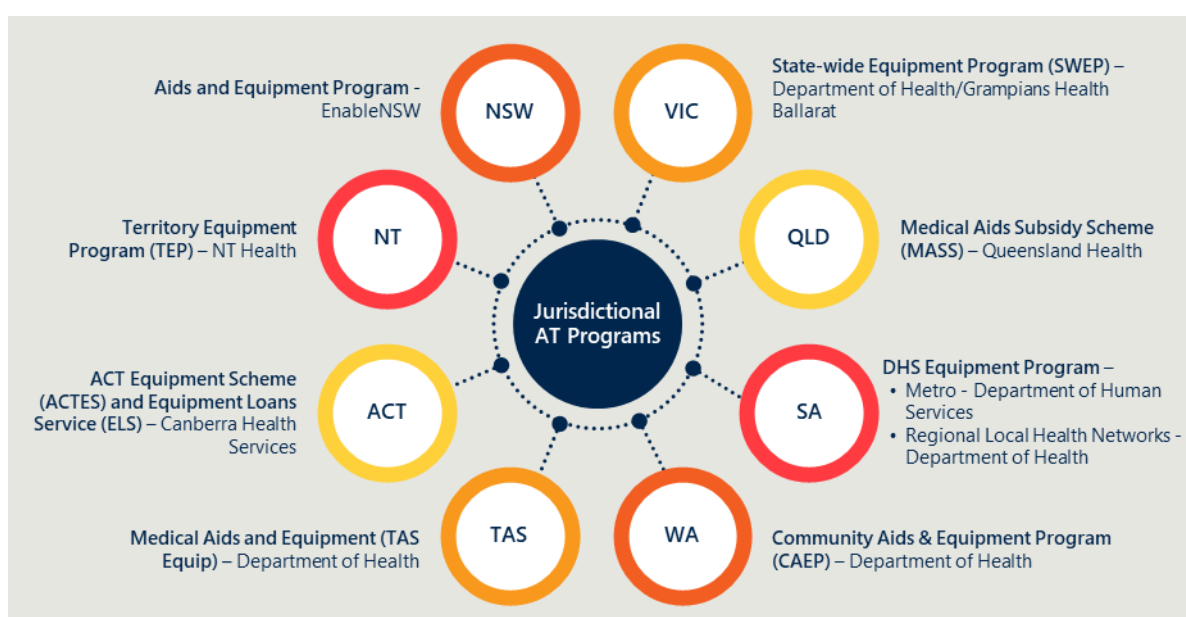 Aids and Equipment Program -
EnableNSW
NSW
VIC
State-wide Equipment Program (SWEP) –
Department of Health/Grampians Health
Ballarat
Territory Equipment
Program (TEP) – NT Health
NT
QLD
Medical Aids Subsidy Scheme
(MASS) – Queensland Health
Jurisdictional
AT Programs
ACT Equipment Scheme
(ACTES) and Equipment Loans
Service (ELS) – Canberra Health
Services
ACT
SA
DHS Equipment Program –
• Metro - Department of Human
Services
• Regional Local Health Networks -
Department of Health
Medical Aids and Equipment (TAS
Equip) – Department of Health
TAS
WA
Community Aids & Equipment Program
(CAEP) – Department of Health